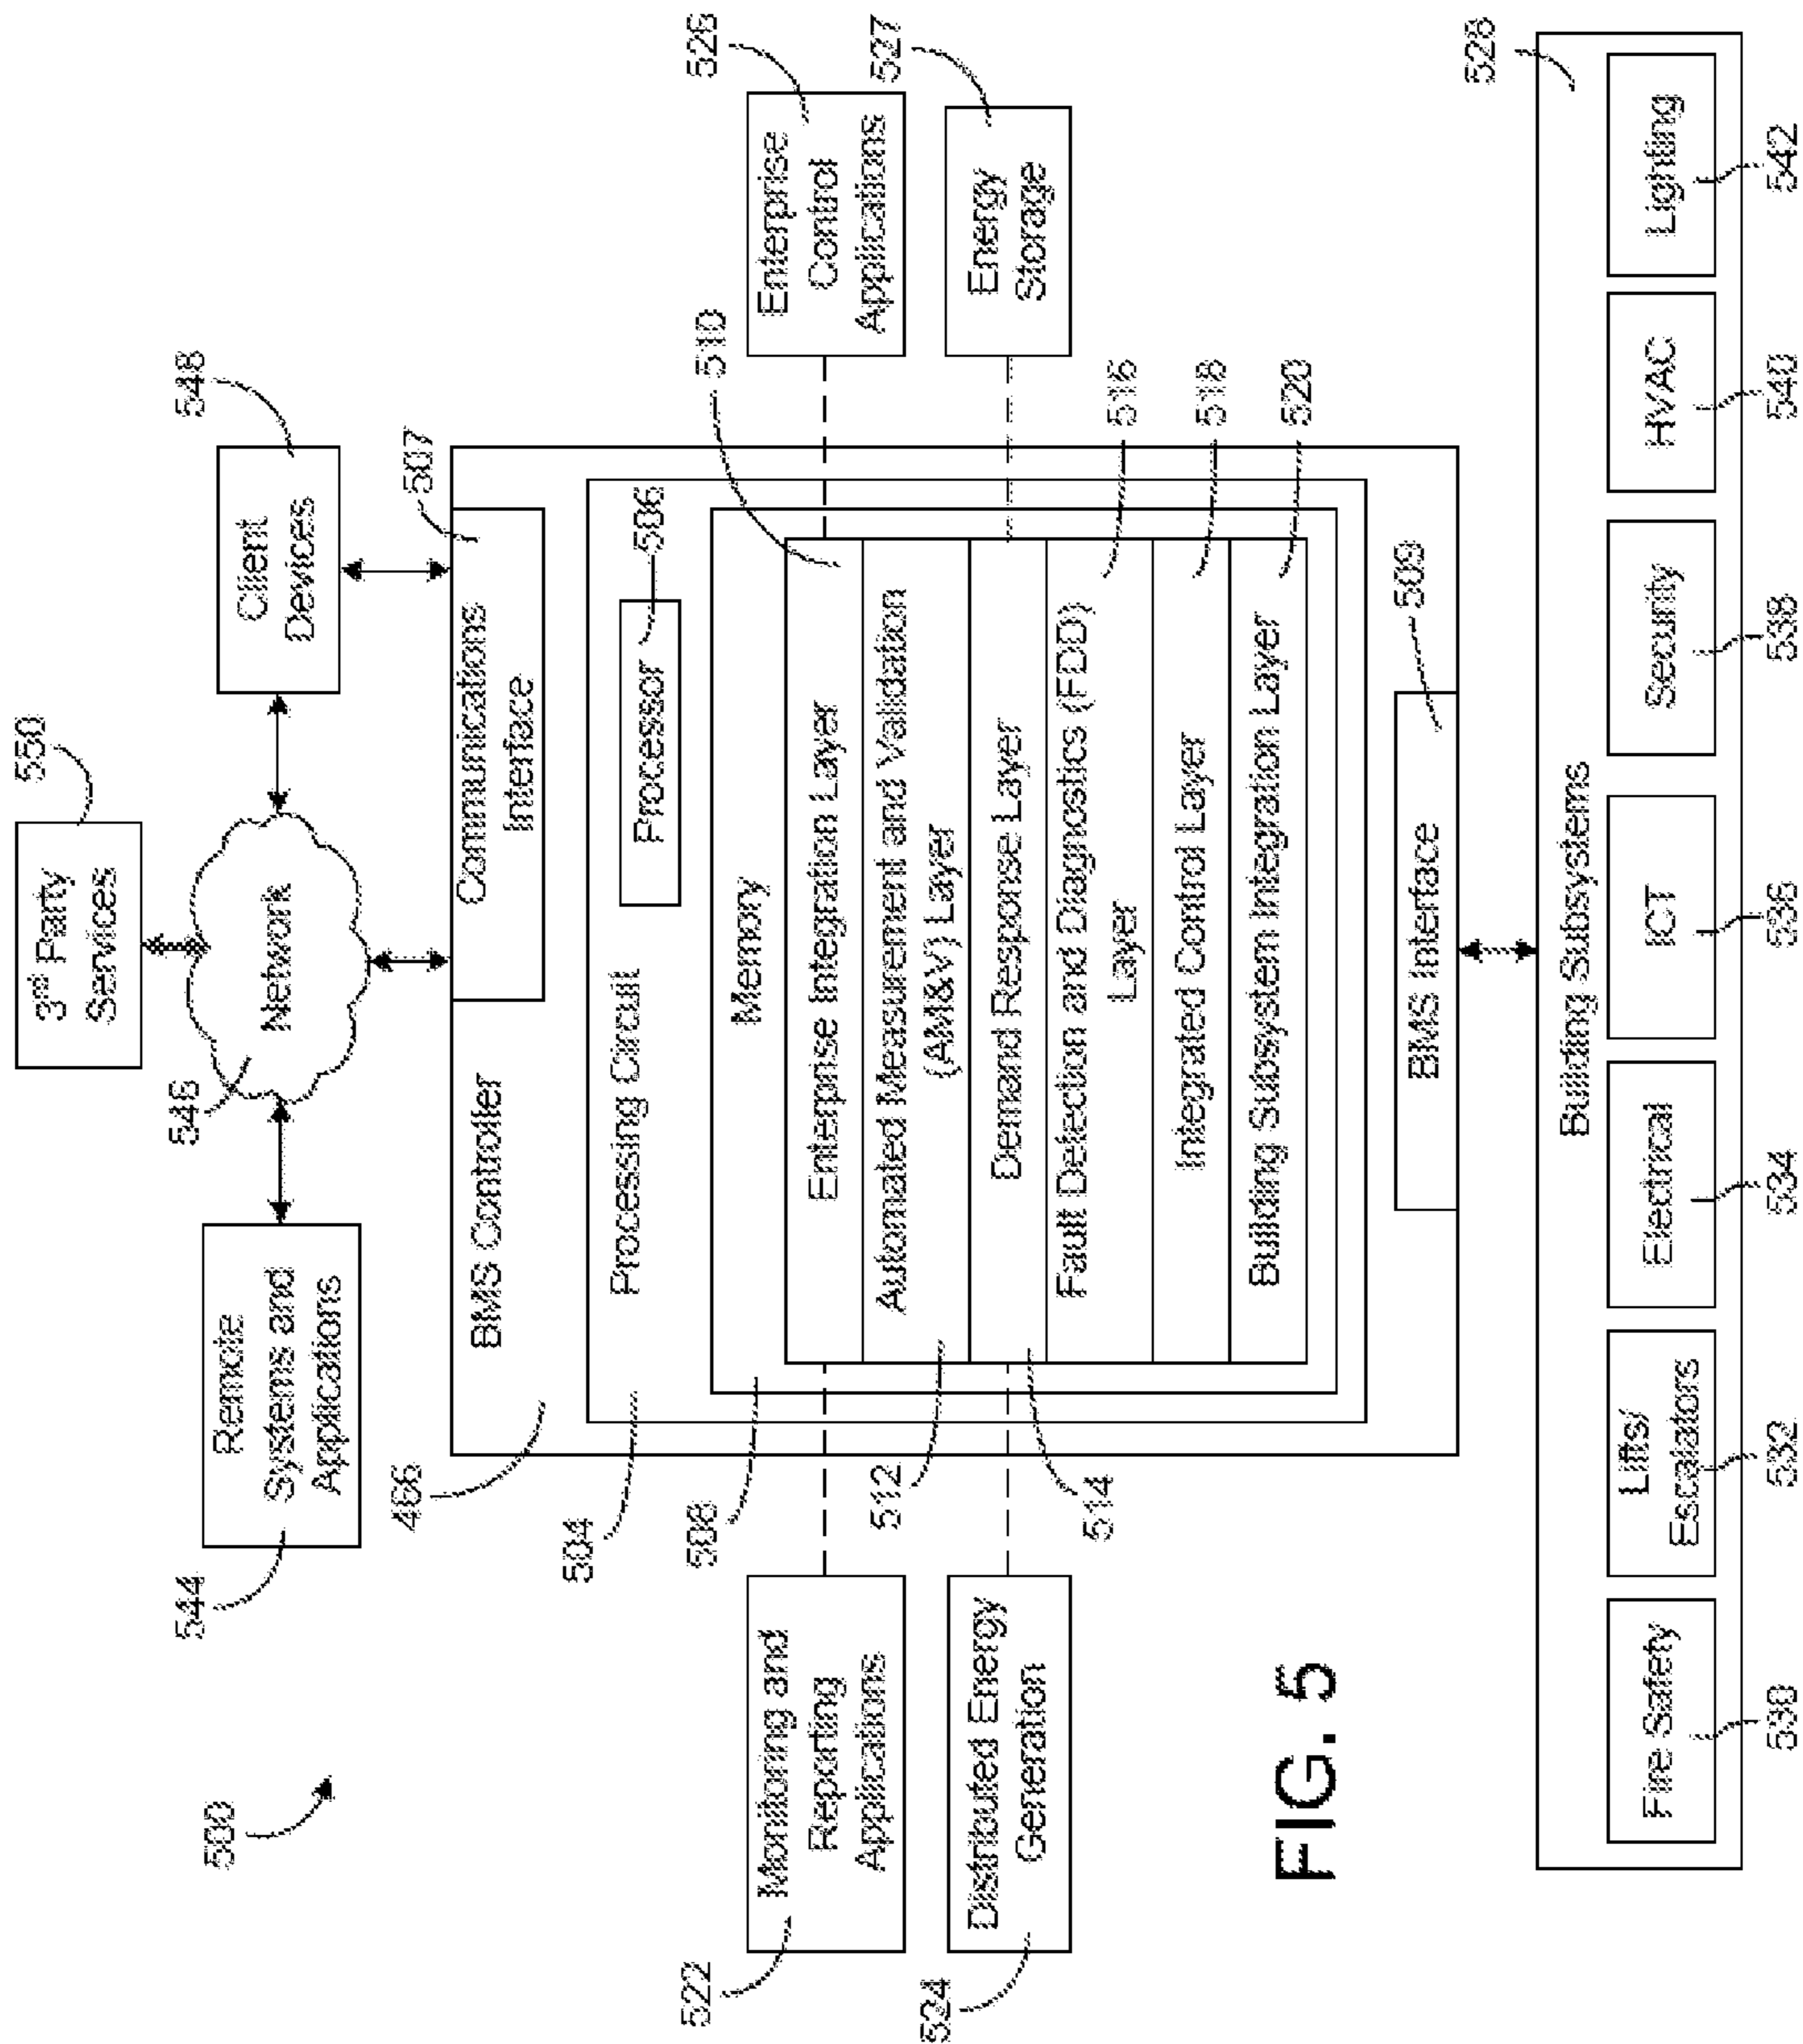 500
550
3rd Party
Services
546
Network
544
Remote
Systems and
Applications
548
Client
Devices
466
BMS Controller
Communications
Interface
507
504
Processing Circuit
Processor
506
508
Memory
510
Enterprise Integration Layer
Automated Measurement and Validation
(AM&V) Layer
512
Demand Response Layer
514
Fault Detection and Diagnostics (FDD)
Layer
516
Integrated Control Layer
518
Building Subsystem Integration Layer
520
522
Monitoring and
Reporting
Applications
524
Distributed Energy
Generation
526
Enterprise
Control
Applications
527
Energy
Storage
BMS Interface
509
FIG. 5
Building Subsystems
528
Fire Safety
Lifts/
Escalators
Electrical
ICT
Security
HVAC
Lighting
530
532
534
536
538
540
542